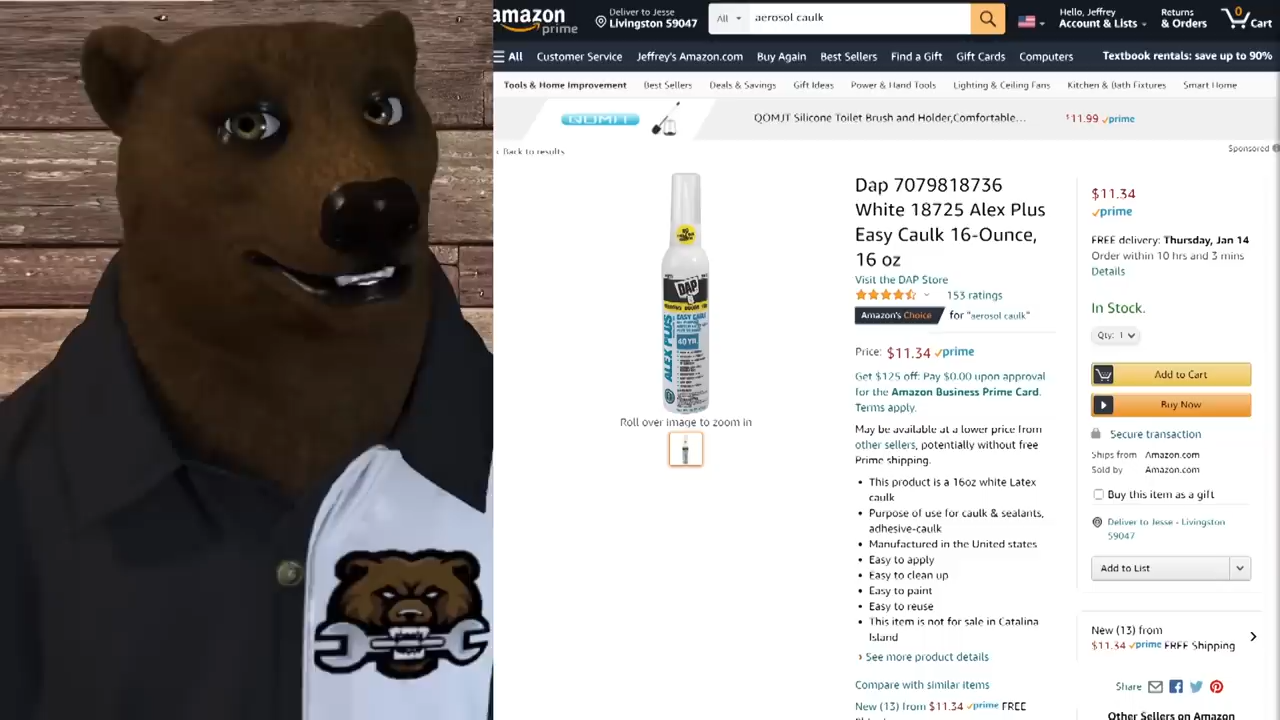 amazon prime
Deliver to Jesse
Livingston 59047
All
aerosol caulk
Hello, Jeffrey
Account & Lists
Returns
& Orders
0
Cart
All
Customer Service
Jeffrey's Amazon.com
Buy Again
Best Sellers
Find a Gift
Gift Cards
Computers
Textbook rentals: save up to 90%
Tools & Home Improvement
Best Sellers
Deals & Savings
Gift Ideas
Power & Hand Tools
Lighting & Ceiling Fans
Kitchen & Bath Fixtures
Smart Home
QOMJT
QOMJT Silicone Toilet Brush and Holder,Comfortable...
$11.99 prime
Sponsored
‹ Back to results
DAP
ALEX PLUS
EASY CAULK
40 YR
Roll over image to zoom in
Dap 7079818736
White 18725 Alex Plus
Easy Caulk 16-Ounce,
16 oz
Visit the DAP Store
153 ratings
Amazon's Choice for "aerosol caulk"
Price: $11.34 prime
Get $125 off: Pay $0.00 upon approval
for the Amazon Business Prime Card.
Terms apply.
May be available at a lower price from
other sellers, potentially without free
Prime shipping.
• This product is a 16oz white Latex
caulk
• Purpose of use for caulk & sealants,
adhesive-caulk
• Manufactured in the United states
• Easy to apply
• Easy to clean up
• Easy to paint
• Easy to reuse
• This item is not for sale in Catalina
Island
› See more product details
Compare with similar items
New (13) from $11.34 prime FREE
$11.34
prime
FREE delivery: Thursday, Jan 14
Order within 10 hrs and 3 mins
Details
In Stock.
Qty: 1
Add to Cart
Buy Now
Secure transaction
Ships from Amazon.com
Sold by Amazon.com
Buy this item as a gift
Deliver to Jesse - Livingston
59047
Add to List
New (13) from
$11.34 prime FREE Shipping
Share
Other Sellers on Amazon